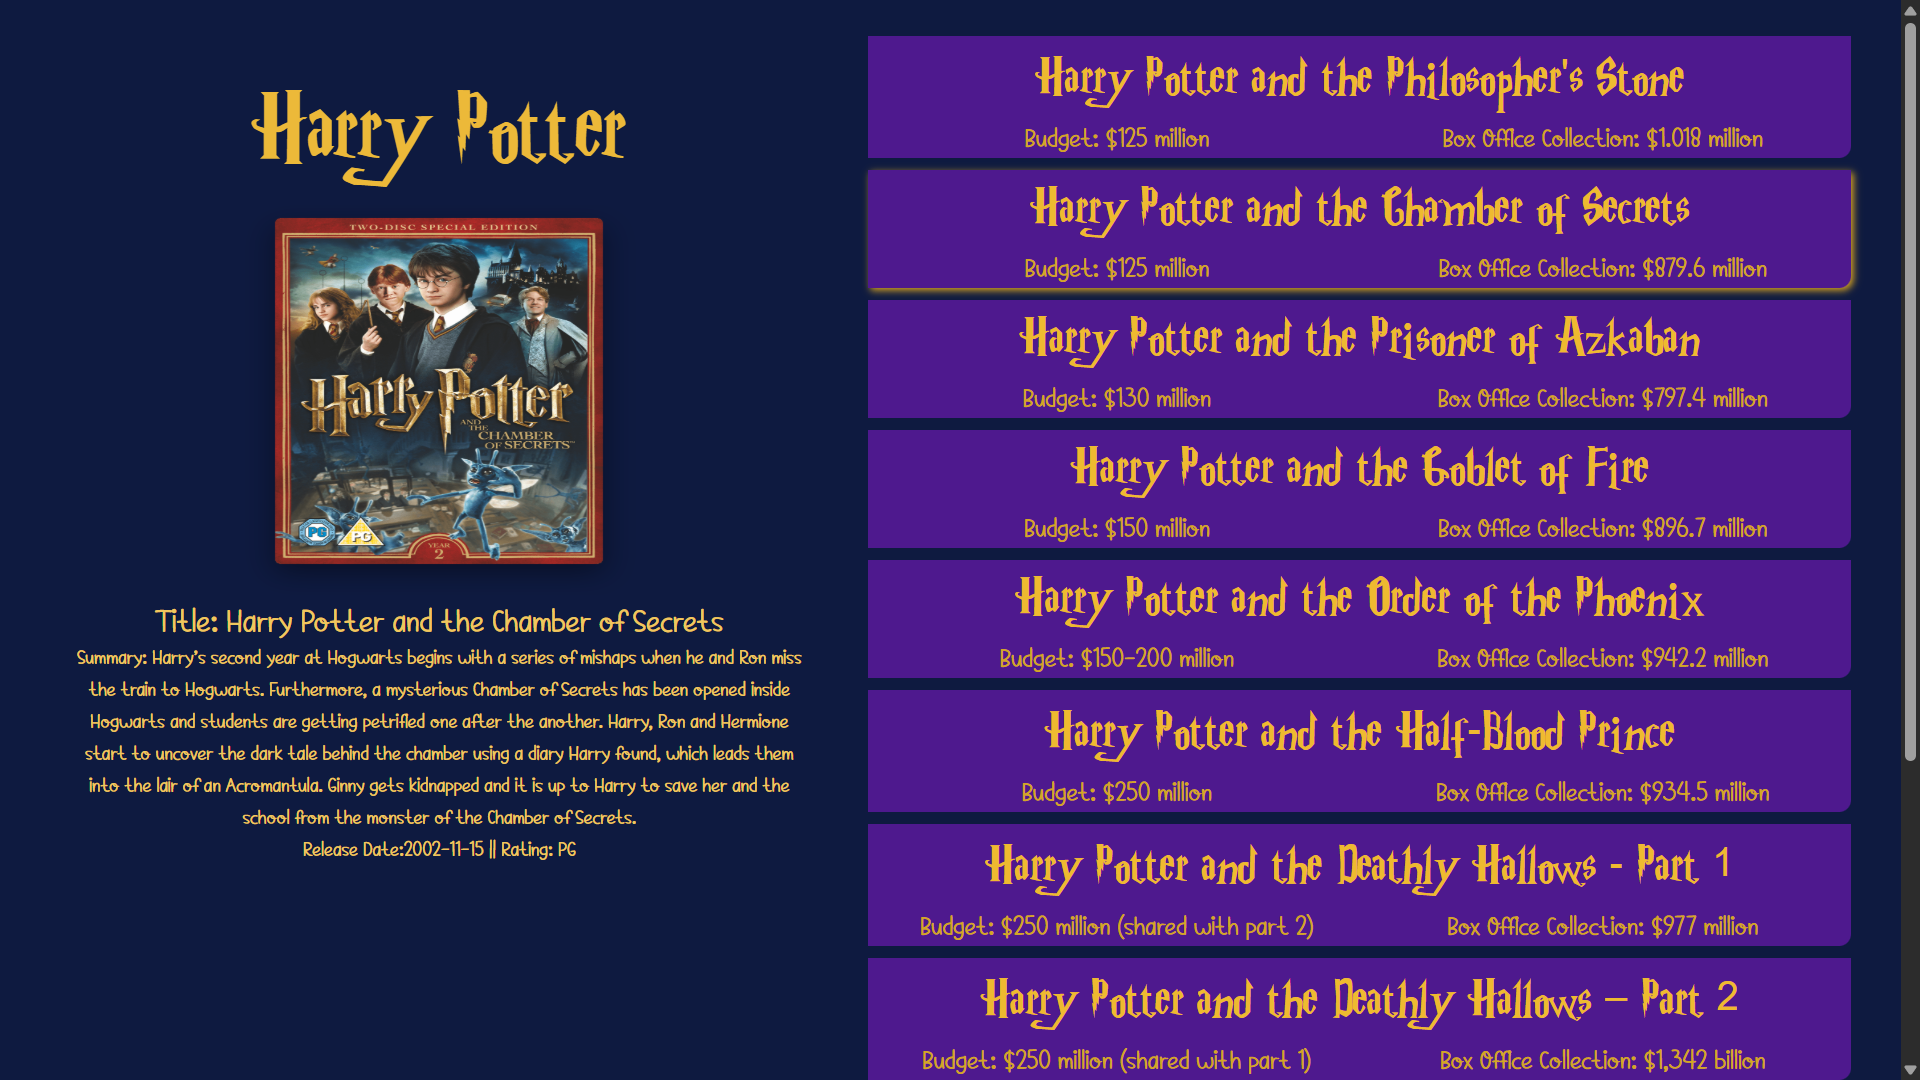 Harry Potter
TWO-DISC SPECIAL EDITION
Harry Potter
AND THE
CHAMBER
OF SECRETS
PG
PG
YEAR
2
Title: Harry Potter and the Chamber of Secrets
Summary: Harry's second year at Hogwarts begins with a series of mishaps when he and Ron miss
the train to Hogwarts. Furthermore, a mysterious Chamber of Secrets has been opened inside
Hogwarts and students are getting petrified one after the another. Harry, Ron and Hermione
start to uncover the dark tale behind the chamber using a diary Harry found, which leads them
into the lair of an Acromantula. Ginny gets kidnapped and it is up to Harry to save her and the
school from the monster of the Chamber of Secrets.
Release Date:2002-11-15 || Rating: PG
Harry Potter and the Philosopher's Stone
Budget: $125 million Box Office Collection: $1.018 million
Harry Potter and the Chamber of Secrets
Budget: $125 million Box Office Collection: $879.6 million
Harry Potter and the Prisoner of Azkaban
Budget: $130 million Box Office Collection: $797.4 million
Harry Potter and the Goblet of Fire
Budget: $150 million Box Office Collection: $896.7 million
Harry Potter and the Order of the Phoenix
Budget: $150-200 million Box Office Collection: $942.2 million
Harry Potter and the Half-Blood Prince
Budget: $250 million Box Office Collection: $934.5 million
Harry Potter and the Deathly Hallows - Part 1
Budget: $250 million (shared with part 2) Box Office Collection: $977 million
Harry Potter and the Deathly Hallows – Part 2
Budget: $250 million (shared with part 1) Box Office Collection: $1,342 billion